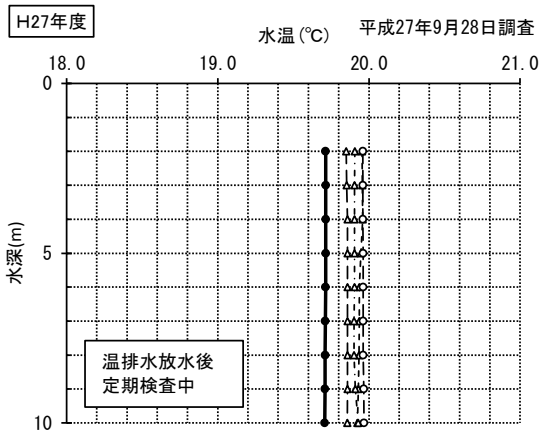 H27年度
水温(℃) 平成27年9月28日調査
18.0 19.0 20.0 21.0
0
5
10
水深(m)
温排水放水後
定期検査中